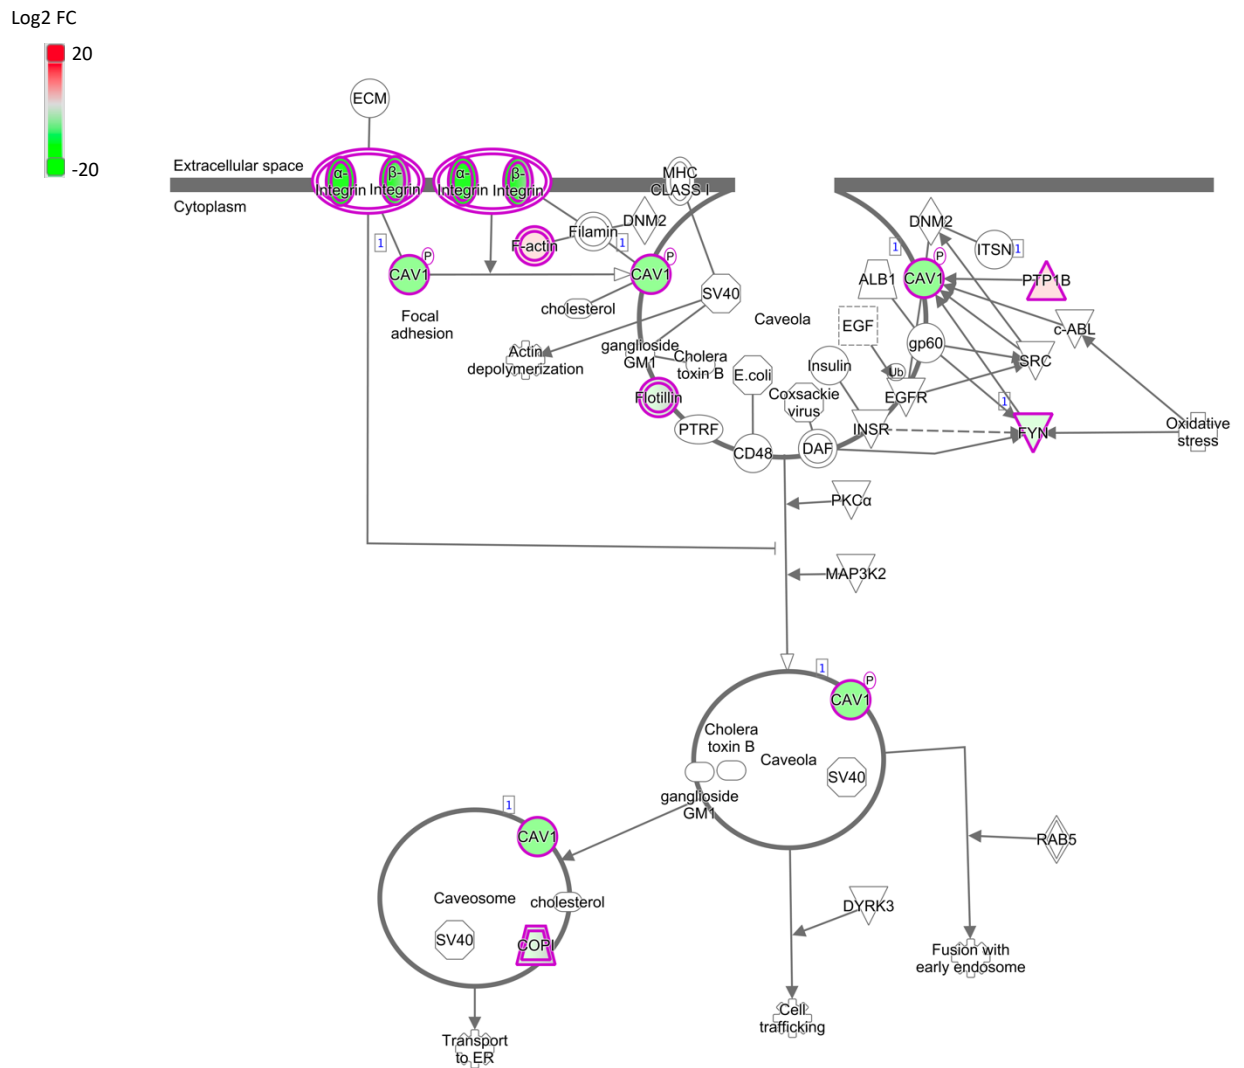 Log2 FC
20
-20
ECM
Extracellular space
Cytoplasm
α-
Integrin
β-
Integrin
α-
Integrin
β-
Integrin
MHC
CLASS I
DNM2
Filamin
F-actin
1
1
P
CAV1
P
CAV1
cholesterol
SV40
Focal
adhesion
Actin
depolymerization
ganglioside
GM1
Cholera
toxin B
Flotillin
PTRF
E.coli
CD48
Coxsackie
virus
DAF
Caveola
Insulin
INSR
EGF
Ub
EGFR
ALB1
gp60
1
P
CAV1
DNM2
ITSN
1
PTP1B
c-ABL
SRC
1
FYN
Oxidative
stress
PKCα
MAP3K2
1
P
CAV1
Cholera
toxin B
Caveola
SV40
ganglioside
GM1
1
CAV1
Caveosome
cholesterol
SV40
COPI
RAB5
DYRK3
Fusion with
early endosome
Cell
trafficking
Transport
to ER